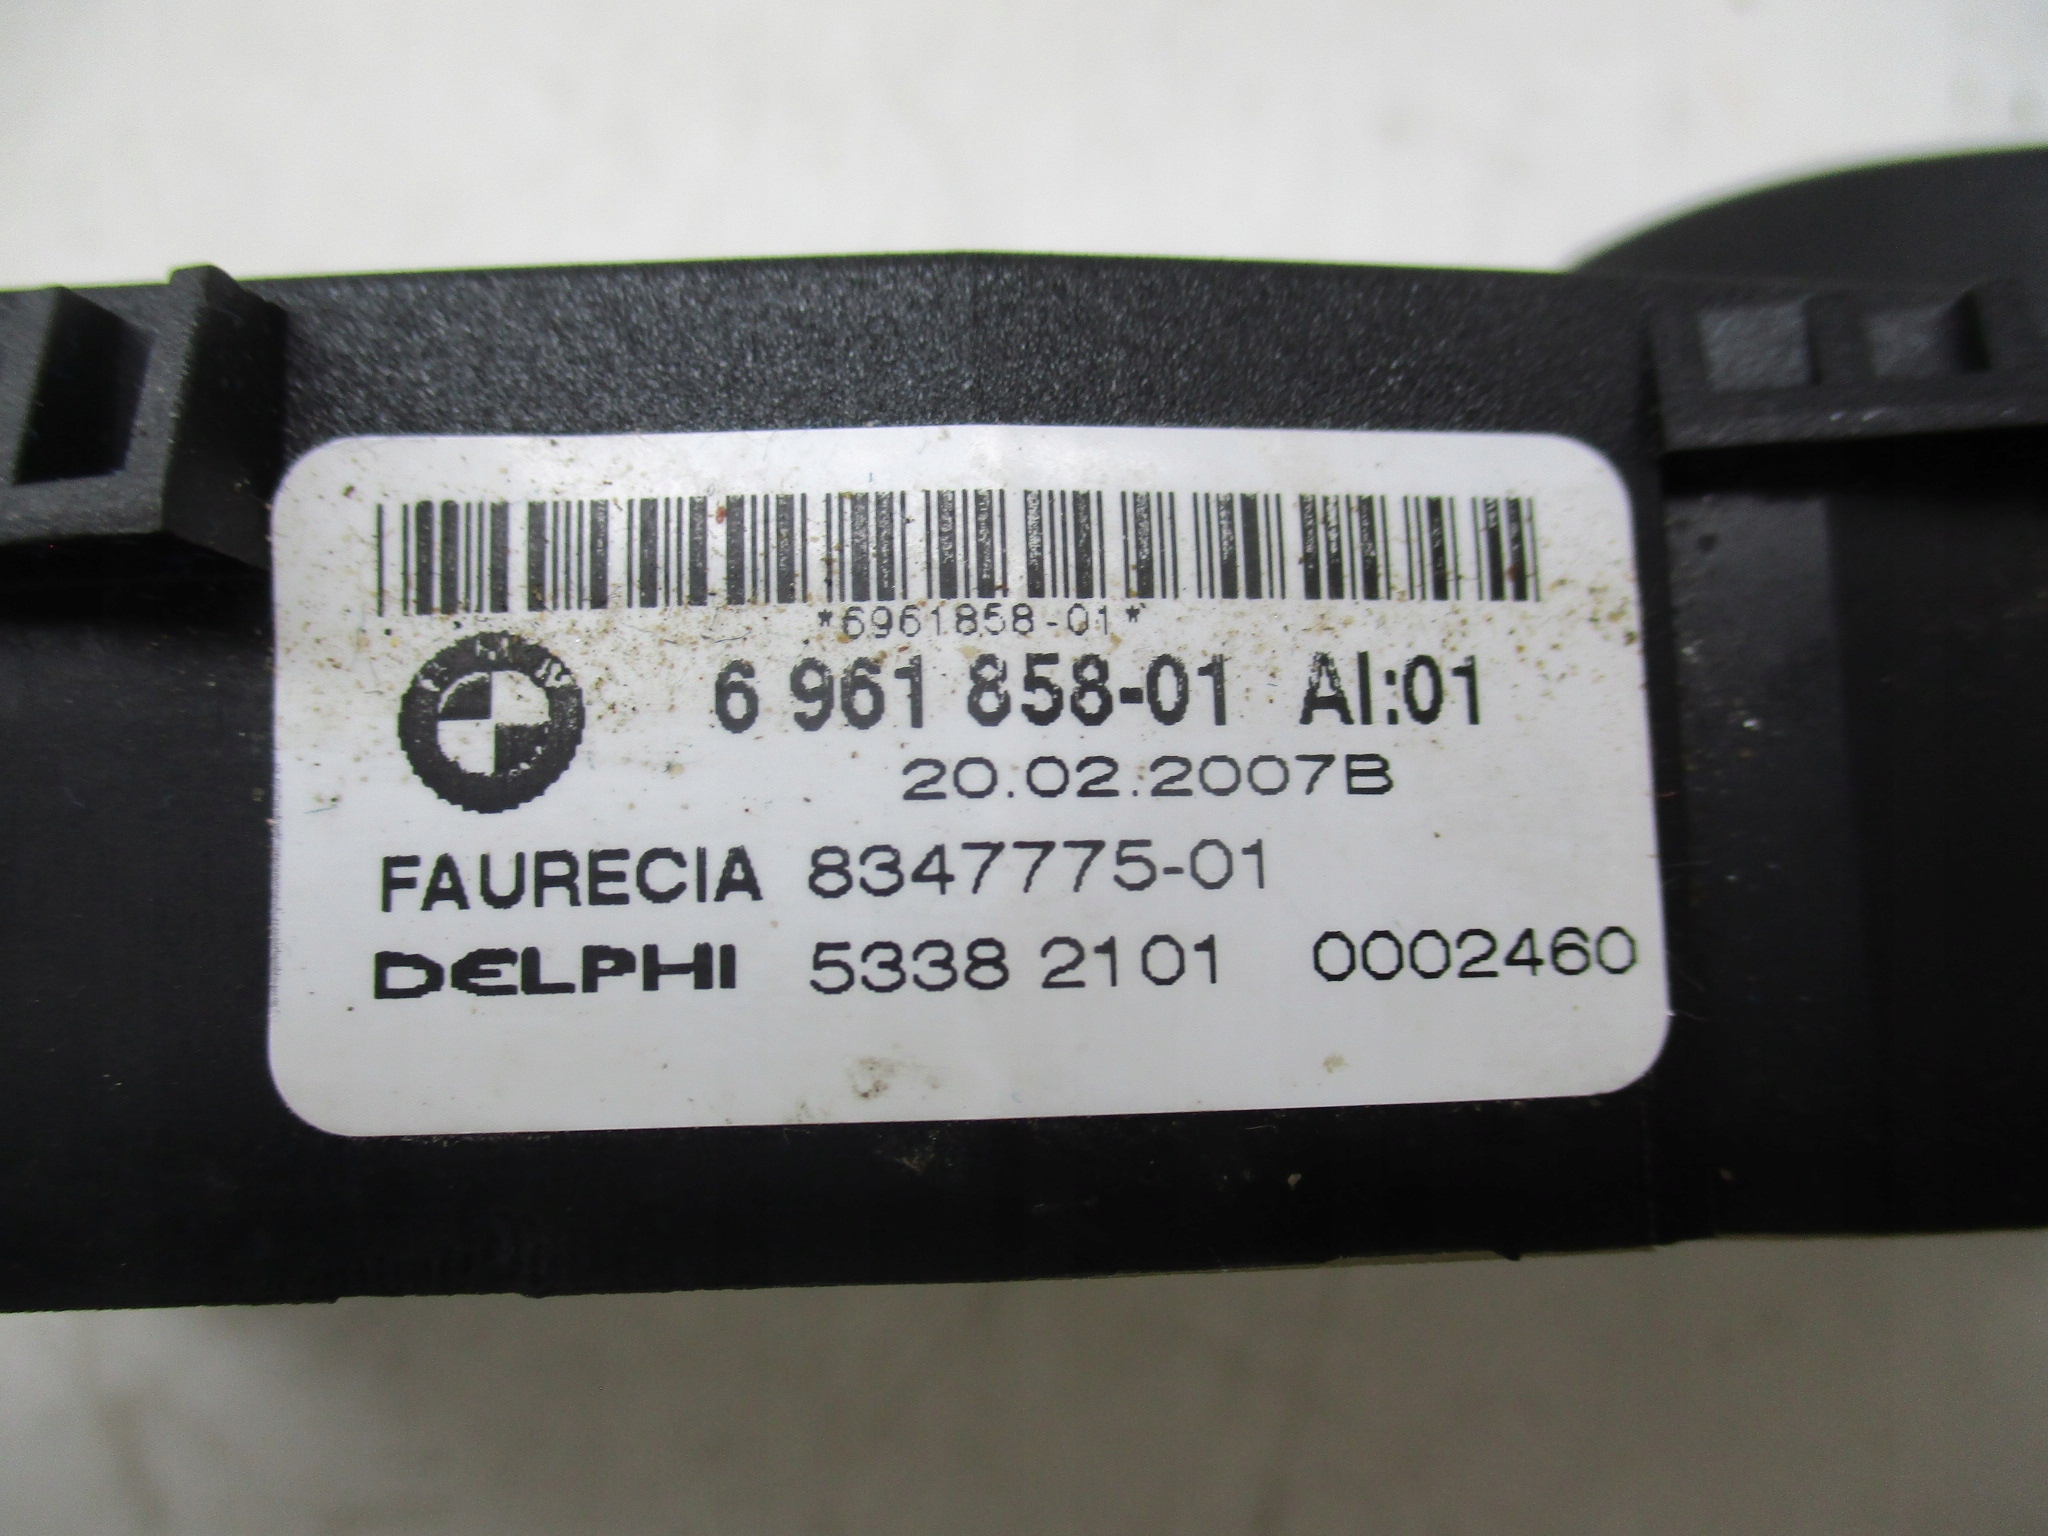 *6961858-01*
6 961 858-01 AI:01
20.02.2007B
FAURECIA 8347775-01
DELPHI 5338 2101 0002460